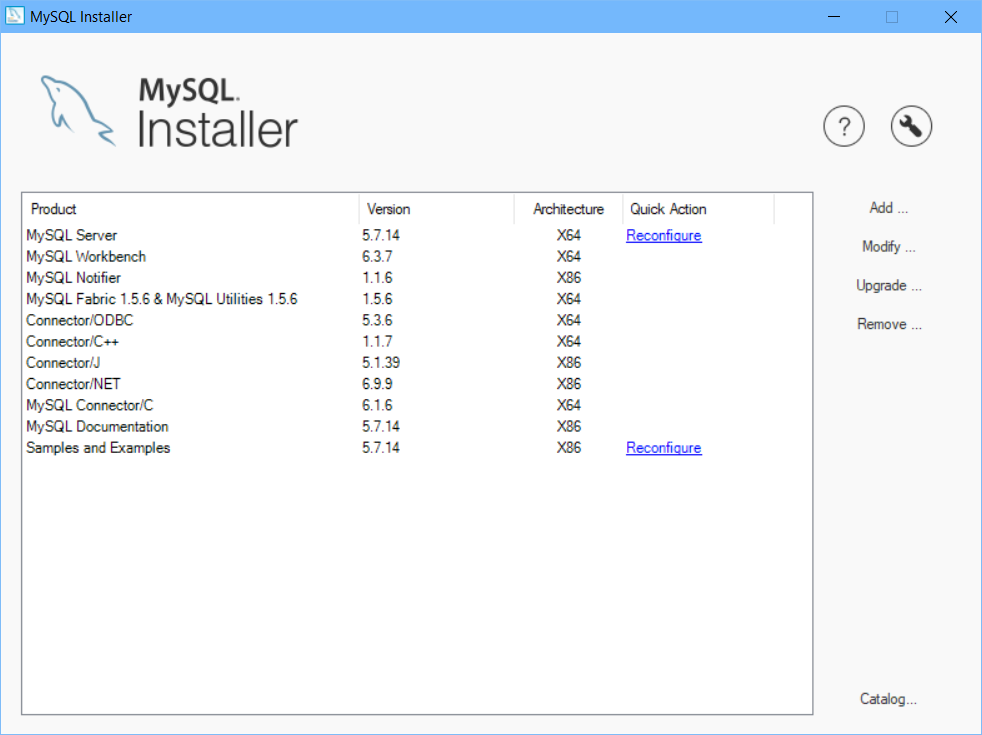 MySQL Installer
MySQL.
Installer
?
Product Version Architecture Quick Action
MySQL Server 5.7.14 X64 Reconfigure
MySQL Workbench 6.3.7 X64
MySQL Notifier 1.1.6 X86
MySQL Fabric 1.5.6 & MySQL Utilities 1.5.6 1.5.6 X64
Connector/ODBC 5.3.6 X64
Connector/C++ 1.1.7 X64
Connector/J 5.1.39 X86
Connector/NET 6.9.9 X86
MySQL Connector/C 6.1.6 X64
MySQL Documentation 5.7.14 X86
Samples and Examples 5.7.14 X86 Reconfigure
Add ...
Modify ...
Upgrade ...
Remove ...
Catalog...